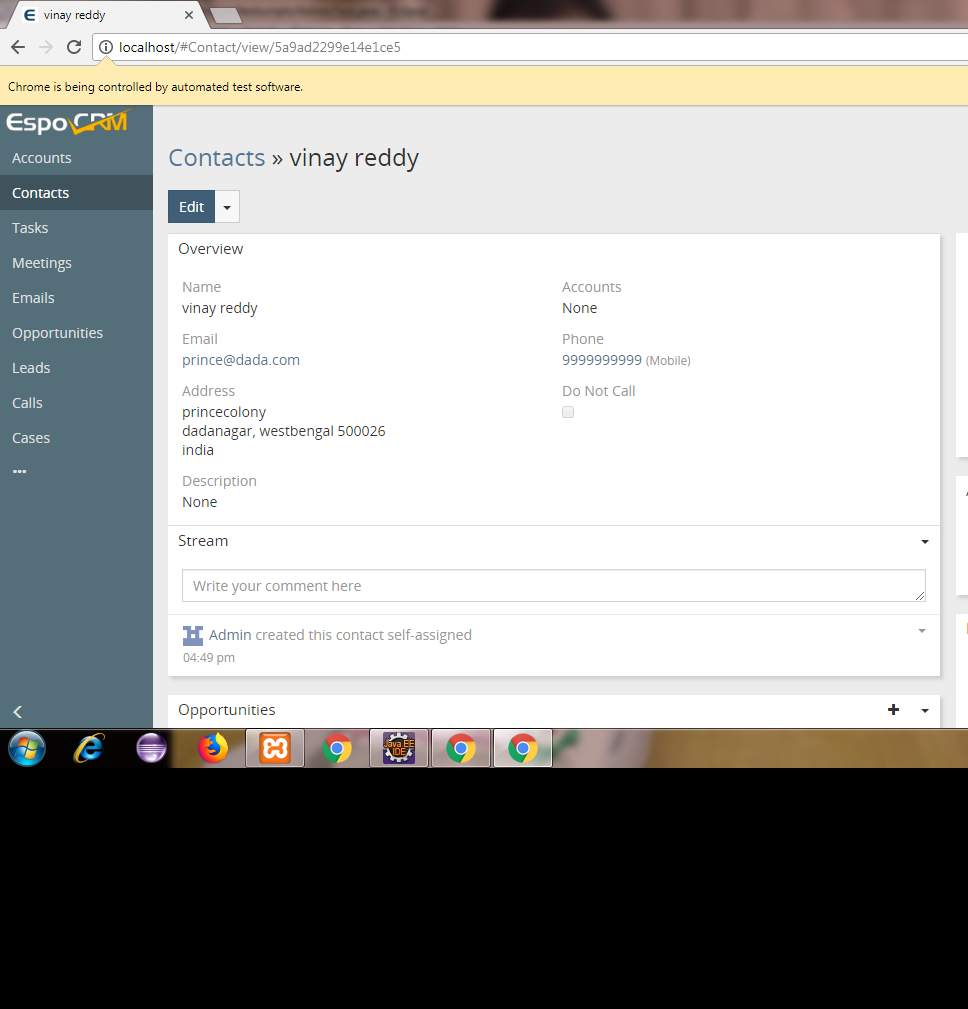 vinay reddy
localhost/#Contact/view/5a9ad2299e14e1ce5
Chrome is being controlled by automated test software.
EspoCRM
Accounts
Contacts
Tasks
Meetings
Emails
Opportunities
Leads
Calls
Cases
Contacts » vinay reddy
Edit
Overview
Name
vinay reddy
Accounts
None
Email
prince@dada.com
Phone
9999999999 (Mobile)
Address
princecolony
dadanagar, westbengal 500026
india
Do Not Call
Description
None
Stream
Write your comment here
Admin created this contact self-assigned
04:49 pm
Opportunities
Java EE
IDE